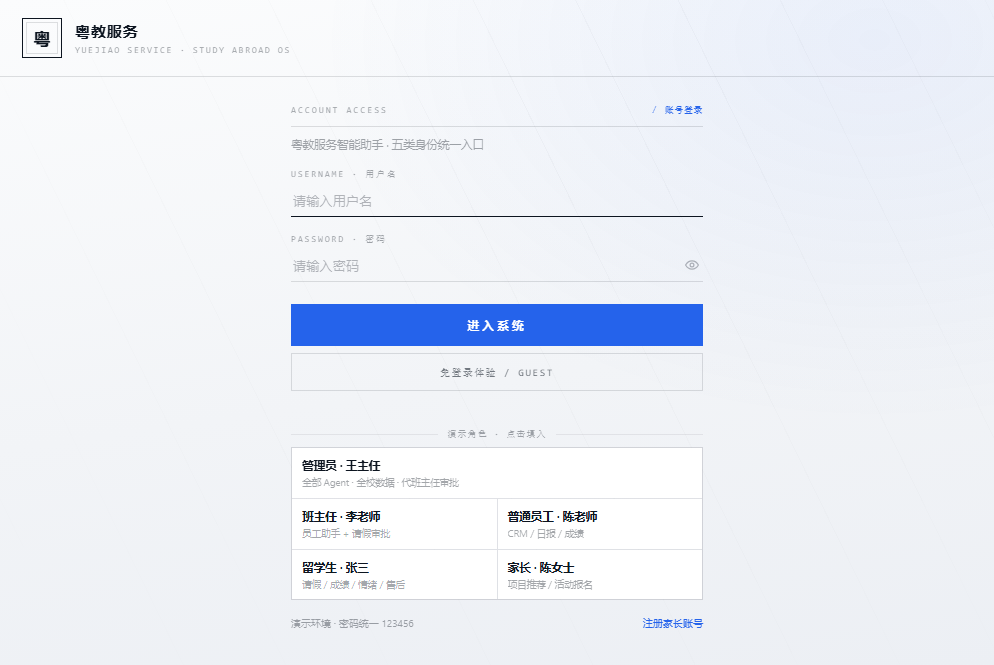 粤
粤教服务
YUEJIAO SERVICE · STUDY ABROAD OS
ACCOUNT ACCESS
/ 账号登录
粤教服务智能助手 · 五类身份统一入口
USERNAME · 用户名
请输入用户名
PASSWORD · 密码
请输入密码
进入系统
免登录体验 / GUEST
演示角色 · 点击填入
管理员 · 王主任
全部 Agent · 全校数据 · 代班主任审批
班主任 · 李老师
员工助手 + 请假审批
普通员工 · 陈老师
CRM / 日报 / 成绩
留学生 · 张三
请假 / 成绩 / 情绪 / 售后
家长 · 陈女士
项目推荐 / 活动报名
演示环境 · 密码统一 123456
注册家长账号